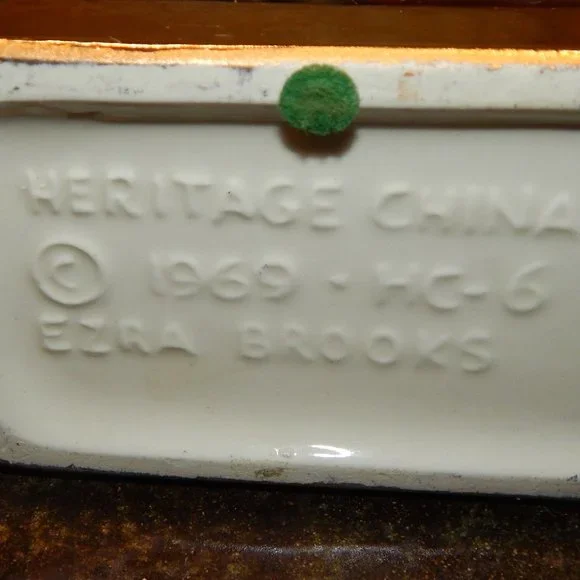 HERITAGE CHINA
© 1969 · HC-6
EZRA BROOKS